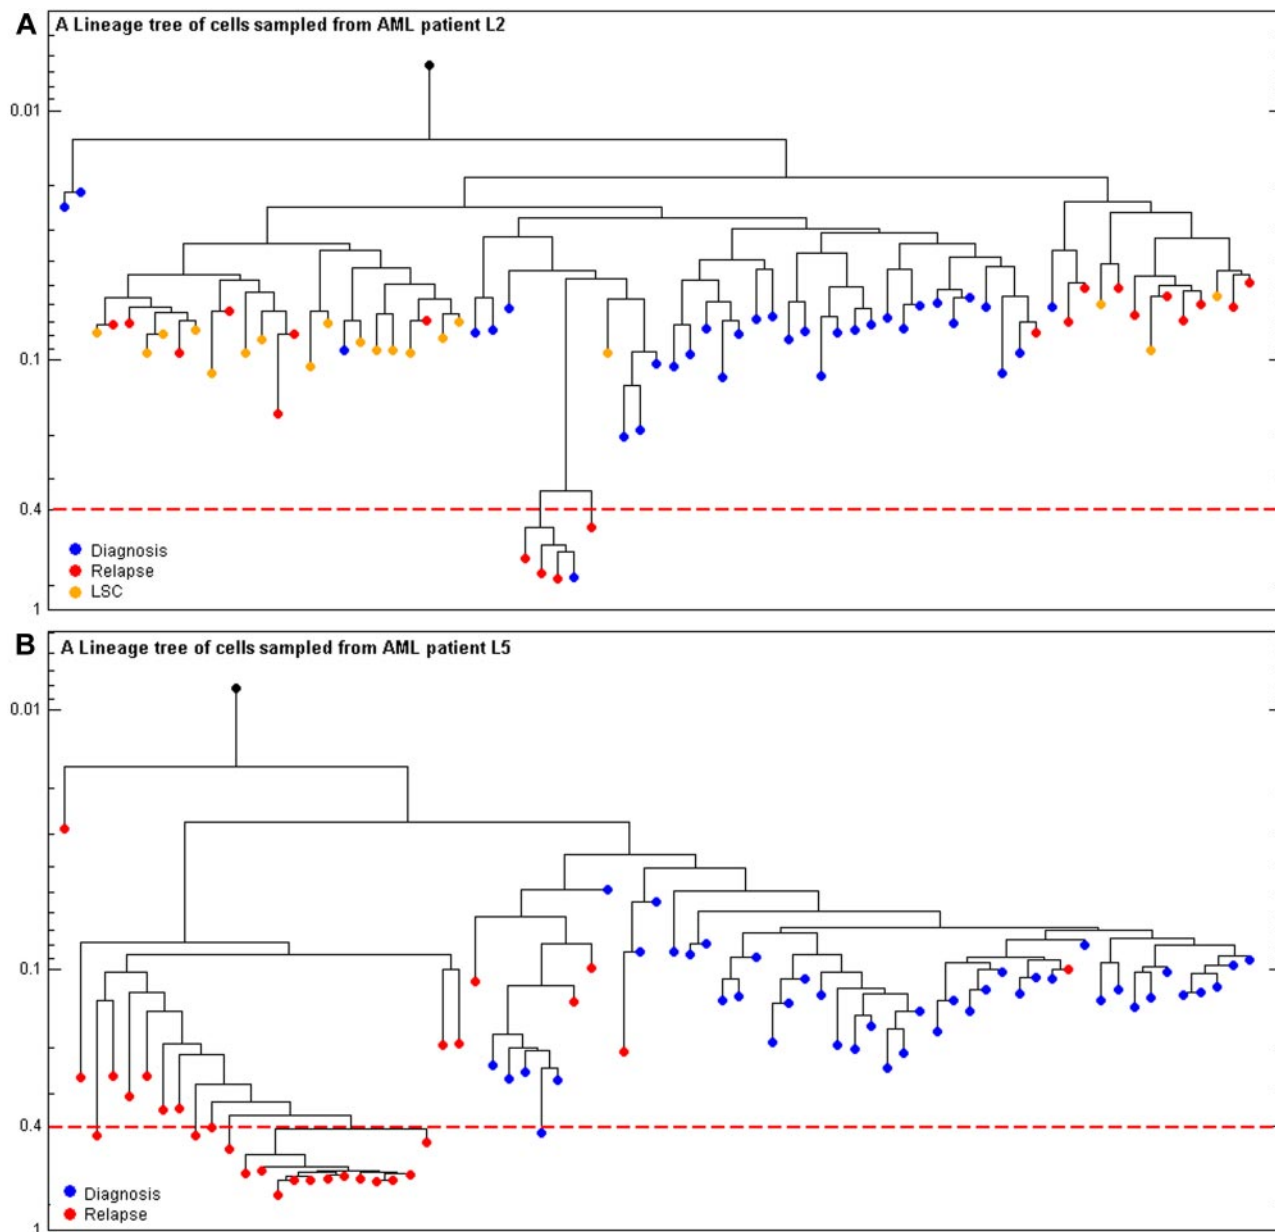 A
A Lineage tree of cells sampled from AML patient L2
0.01
0.1
0.4
Diagnosis
Relapse
LSC
1
B
A Lineage tree of cells sampled from AML patient L5
0.01
0.1
0.4
Diagnosis
Relapse
1